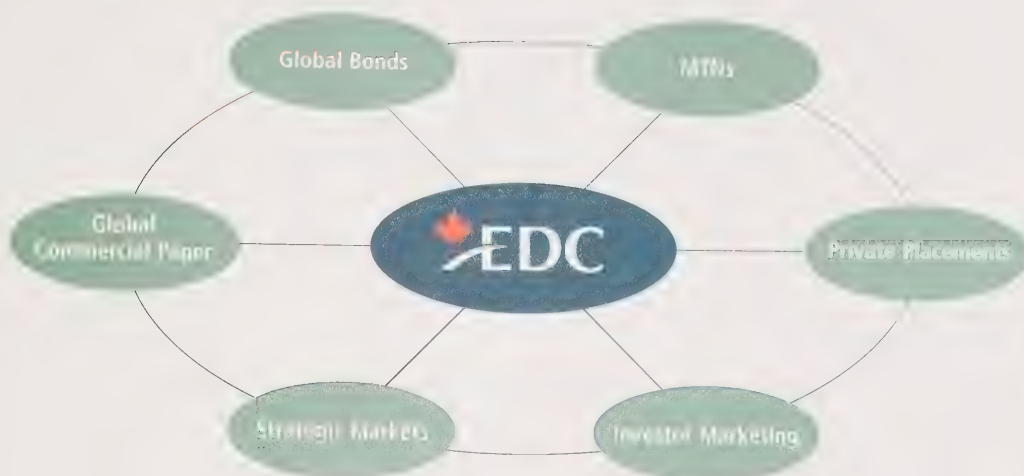 Global Bonds
MTNs
Global
Commercial Paper
EDC
Private Placements
Strategic Markets
Investor Marketing